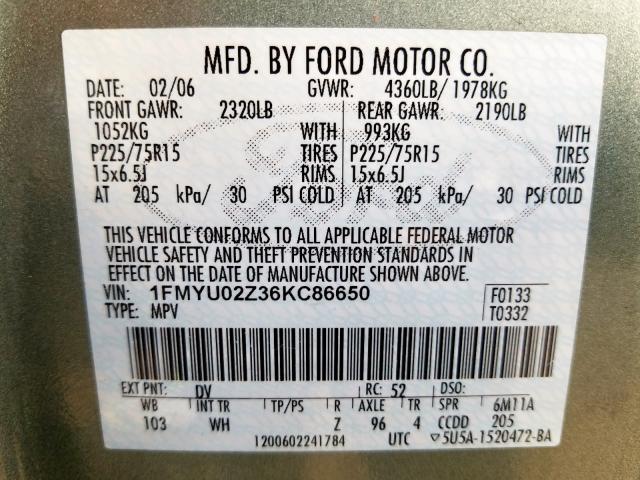 MFD. BY FORD MOTOR CO.
DATE: 02/06 GVWR: 4360LB/1978KG
FRONT GAWR: 2320LB REAR GAWR: 2190LB
1052KG WITH 993KG WITH
P225/75R15 TIRES P225/75R15 TIRES
15x6.5J RIMS 15x6.5J RIMS
AT 205 kPa/ 30 PSI COLD AT 205 kPa/ 30 PSI COLD
Ford
THIS VEHICLE CONFORMS TO ALL APPLICABLE FEDERAL MOTOR
VEHICLE SAFETY AND THEFT PREVENTION STANDARDS IN
EFFECT ON THE DATE OF MANUFACTURE SHOWN ABOVE.
VIN: 1FMYU02Z36KC86650 F0133
TYPE: MPV T0332
EXT PNT: DV RC: 52 DSO:
WB INT TR TP/PS R AXLE TR SPR 6M11A
103 WH Z 96 4 CCDD 205
1200602241784 UTC ▽5U5A-1520472-BA